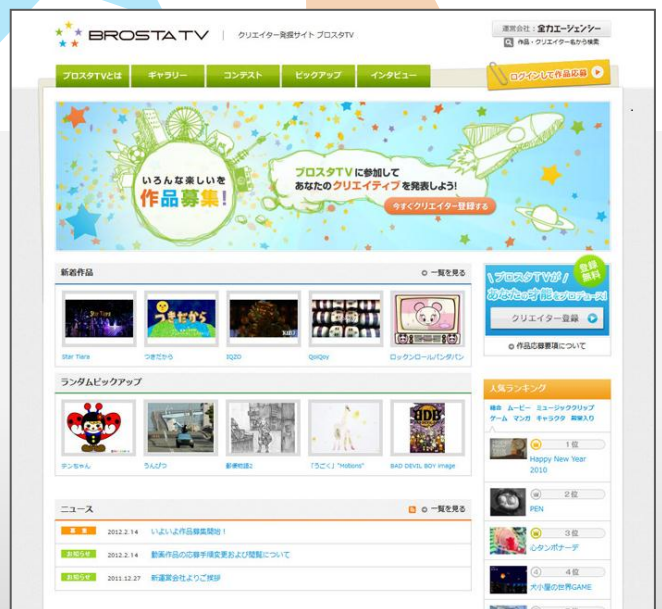 BROSTA TV
クリエイター発掘サイト ブロスタTV
運営会社：全力エージェンシー
作品・クリエイター名から検索
ブロスタTVとは
ギャラリー
コンテスト
ピックアップ
インタビュー
ログインして作品応募
いろんな楽しいを
作品募集!
ブロスタTVに参加して
あなたのクリエイティブを発表しよう!
今すぐクリエイター登録する
新着作品
一覧を見る
Star Tiara
つきだから
IQZO
QoiQoy
ロックンロールパンダパン
ブロスタTVが
あなたの才能をプロデュース!
登録無料
クリエイター登録
作品応募要項について
ランダムピックアップ
テンちゃん
うんぴつ
郵便物語2
「うごく」"Motions"
BAD DEVIL BOY image
人気ランキング
総合 ムービー ミュージッククリップ
ゲーム マンガ キャラクタ 殿堂入り
1位
Happy New Year
2010
2位
PEN
3位
心タンポナーデ
4位
犬小屋の世界GAME
ニュース
一覧を見る
募集 2012.2.14 いよいよ作品募集開始！
お知らせ 2012.2.14 動画作品の応募手順変更および閲覧について
お知らせ 2011.12.27 新運営会社よりご挨拶